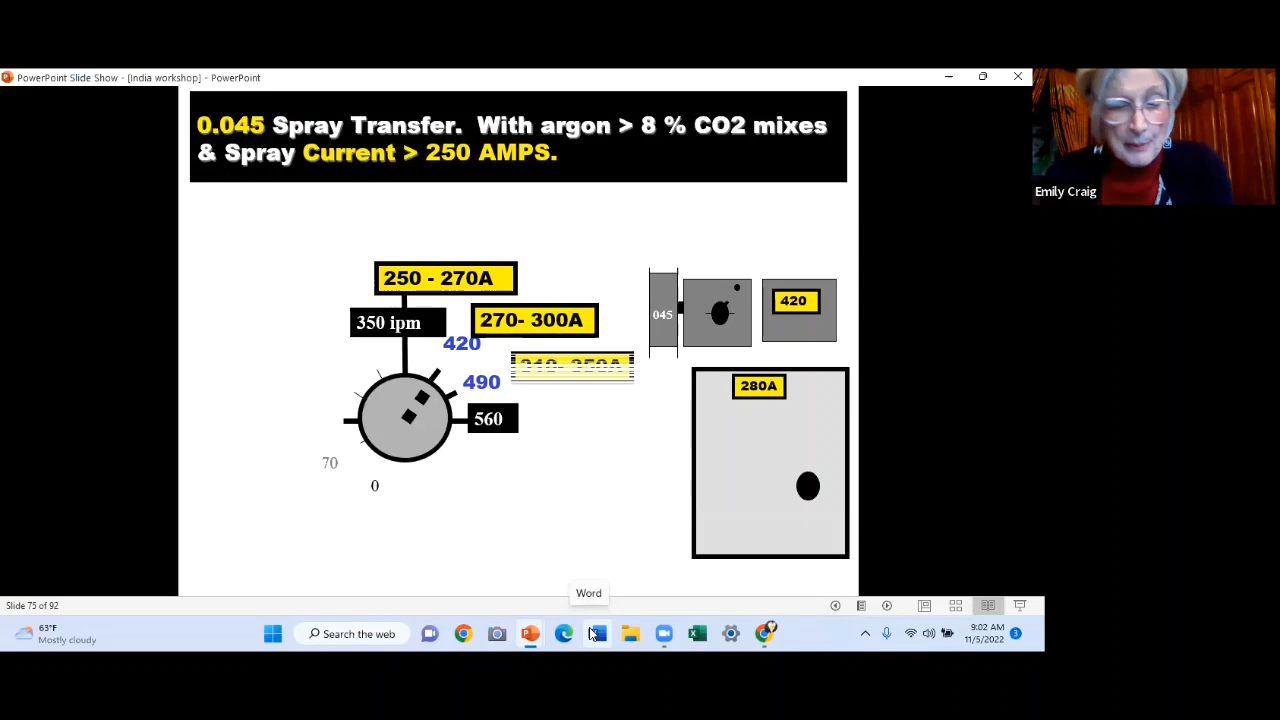 PowerPoint Slide Show - [India workshop] - PowerPoint
0.045 Spray Transfer. With argon > 8 % CO2 mixes
& Spray Current > 250 AMPS.
Emily Craig
250 - 270A
350 ipm
270- 300A
420
490
560
70
0
045
420
280A
Word
Slide 75 of 92
63°F
Mostly cloudy
Search the web
9:02 AM
11/5/2022
3